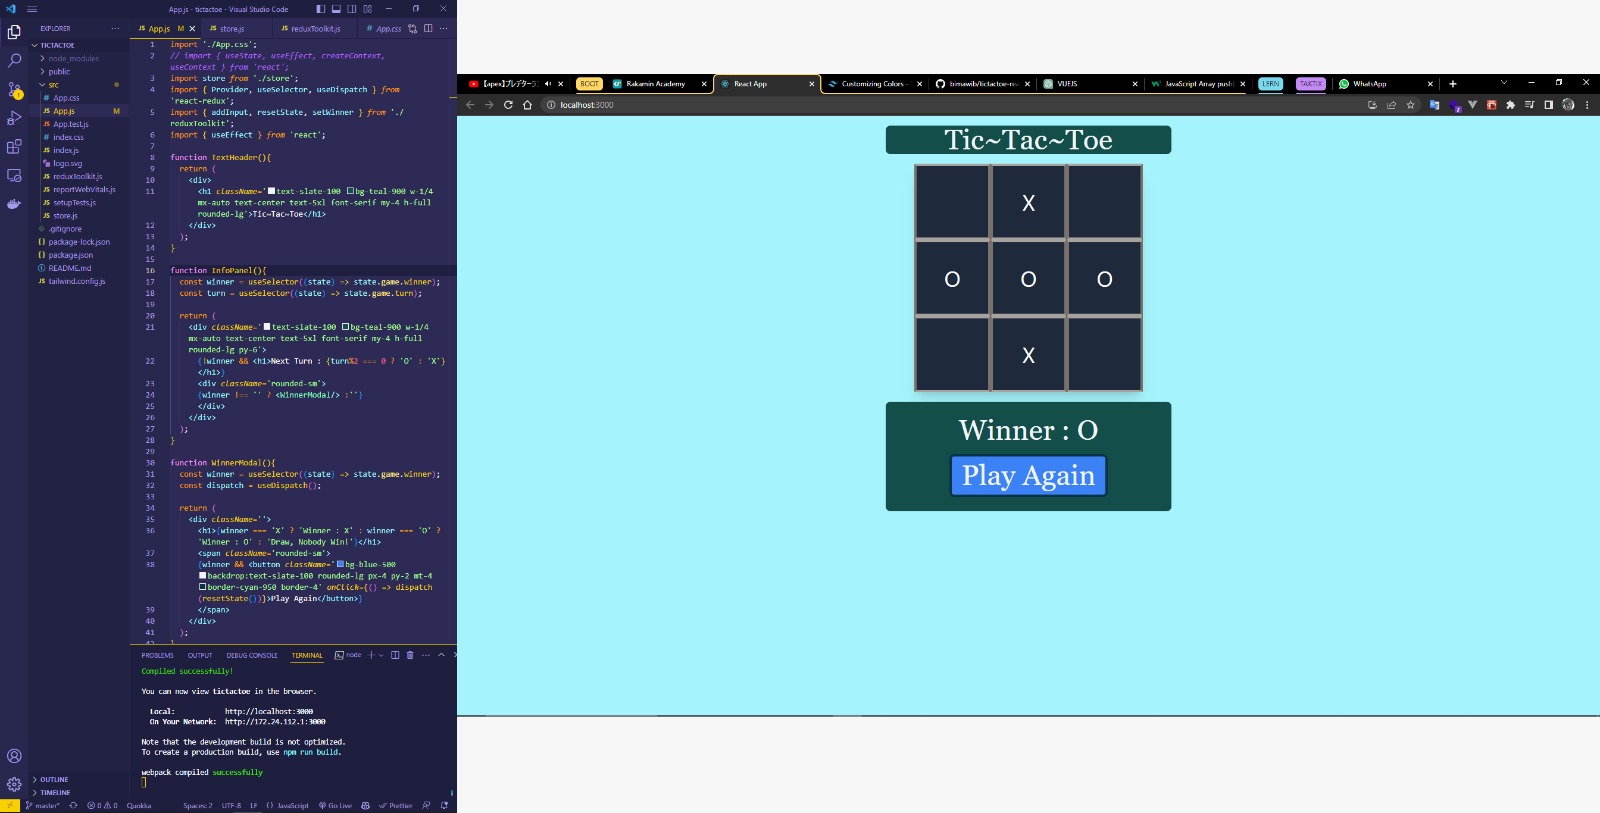 App.js - tictactoe - Visual Studio Code
EXPLORER
TICTACTOE
node_modules
public
src
App.css
App.js M
App.test.js
index.css
index.js
logo.svg
reduxToolkit.js
reportWebVitals.js
setupTests.js
store.js
.gitignore
package-lock.json
package.json
README.md
tailwind.config.js
OUTLINE
TIMELINE
App.js M
store.js
reduxToolkit.js
App.css
1 import './App.css';
2 // import { useState, useEffect, createContext,
useContext } from 'react';
3 import store from './store';
4 import { Provider, useSelector, useDispatch } from
'react-redux';
5 import { addInput, resetState, setWinner } from './
reduxToolkit';
6 import { useEffect } from 'react';
7
8 function TextHeader(){
9 return (
10 <div>
11 <h1 className='text-slate-100 bg-teal-900 w-1/4
mx-auto text-center text-5xl font-serif my-4 h-full
rounded-lg'>Tic~Tac~Toe</h1>
12 </div>
13 );
14 }
15
16 function InfoPanel(){
17 const winner = useSelector((state) => state.game.winner);
18 const turn = useSelector((state) => state.game.turn);
19
20 return (
21 <div className='text-slate-100 bg-teal-900 w-1/4
mx-auto text-center text-5xl font-serif my-4 h-full
rounded-lg py-6'>
22 {!winner && <h1>Next Turn : {turn%2 === 0 ? 'O' : 'X'}
</h1>}
23 <div className='rounded-sm'>
24 {winner !== '' ? <WinnerModal/> :''}
25 </div>
26 </div>
27 );
28 }
29
30 function WinnerModal(){
31 const winner = useSelector((state) => state.game.winner);
32 const dispatch = useDispatch();
33
34 return (
35 <div className=''>
36 <h1>{winner === 'X' ? 'Winner : X' : winner === 'O' ?
'Winner : O' : 'Draw, Nobody Win!'}</h1>
37 <span className='rounded-sm'>
38 {winner && <button className='bg-blue-500
backdrop:text-slate-100 rounded-lg px-4 py-2 mt-4
border-cyan-950 border-4' onClick={() => dispatch
(resetState())}>Play Again</button>}
39 </span>
40 </div>
41 );
42 }
PROBLEMS OUTPUT DEBUG CONSOLE TERMINAL node
Compiled successfully!
You can now view tictactoe in the browser.
Local: http://localhost:3000
On Your Network: http://172.24.112.1:3000
Note that the development build is not optimized.
To create a production build, use npm run build.
webpack compiled successfully
master* 0 0 Quokka Spaces: 2 UTF-8 LF JavaScript Go Live Prettier
【apex】プレデター BOOT Rakamin Academy React App Customizing Colors - bimawib/tictactoe-re VUEJS JavaScript Array push LERN TAKTIX WhatsApp
localhost:3000
Tic~Tac~Toe
X
O O O
X
Winner : O
Play Again